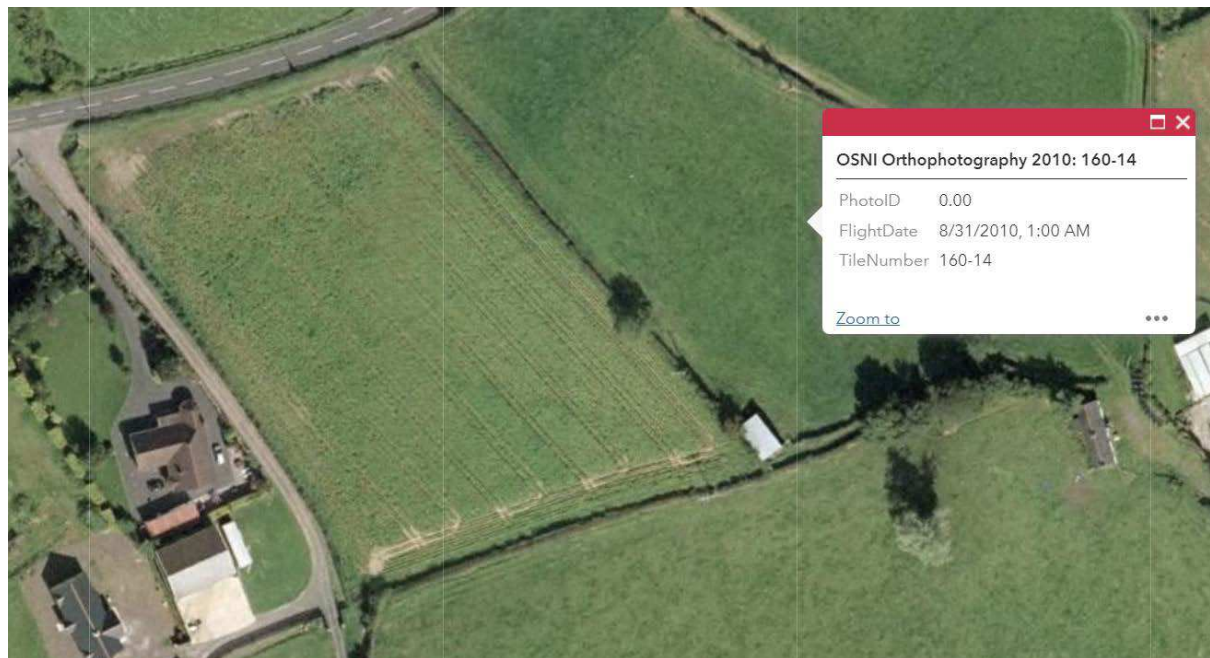 OSNI Orthophotography 2010: 160-14
PhotoID 0.00
FlightDate 8/31/2010, 1:00 AM
TileNumber 160-14
Zoom to